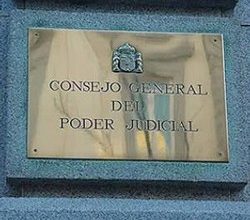 CONSEJO GENERAL
DEL
PODER JUDICIAL